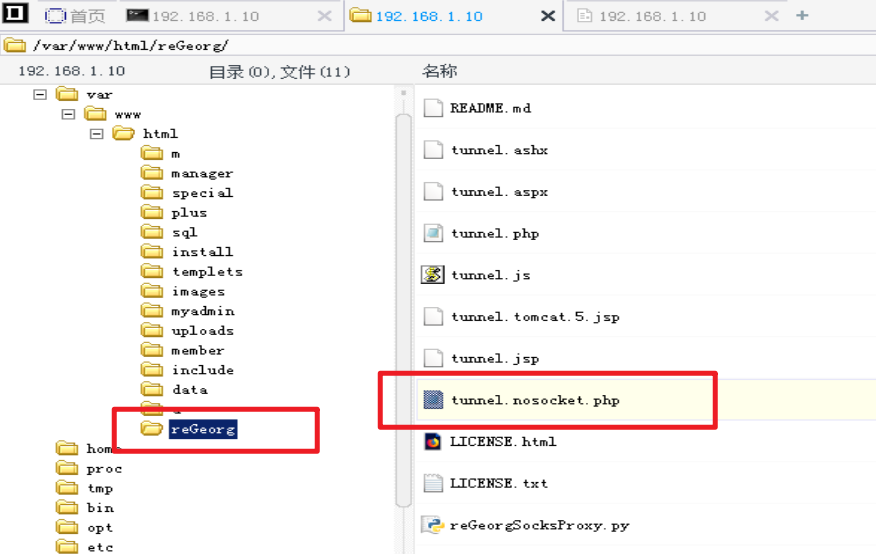 首页
192.168.1.10
192.168.1.10
192.168.1.10
/var/www/html/reGeorg/
192.168.1.10 目录(0),文件(11) 名称
var
www
html
m
manager
special
plus
sql
install
templets
images
myadmin
uploads
member
include
data
reGeorg
home
proc
tmp
bin
opt
etc
README.md
tunnel.ashx
tunnel.aspx
tunnel.php
tunnel.js
tunnel.tomcat.5.jsp
tunnel.jsp
tunnel.nosocket.php
LICENSE.html
LICENSE.txt
reGeorgSocksProxy.py